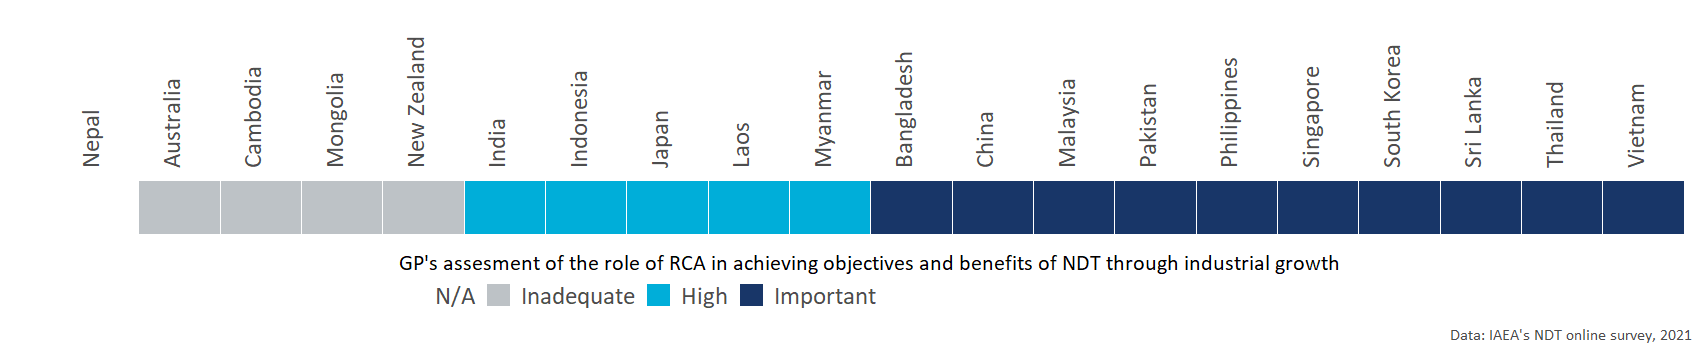 Nepal
Australia
Cambodia
Mongolia
New Zealand
India
Indonesia
Japan
Laos
Myanmar
Bangladesh
China
Malaysia
Pakistan
Philippines
Singapore
South Korea
Sri Lanka
Thailand
Vietnam
GP's assesment of the role of RCA in achieving objectives and benefits of NDT through industrial growth
N/A Inadequate High Important
Data: IAEA's NDT online survey, 2021